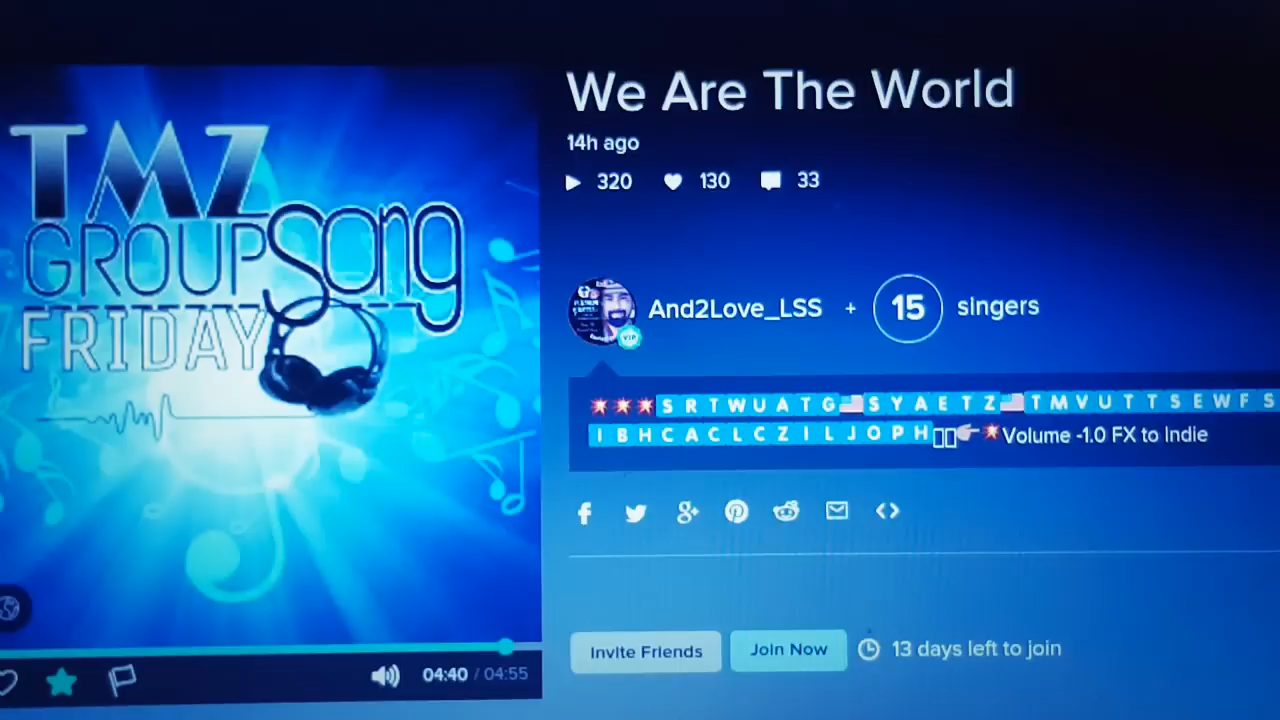 TMZ
GROUP Song
FRIDAY
04:40 / 04:55
We Are The World
14h ago
320 130 33
And2Love_LSS + 15 singers
VIP
💥💥💥S R T W U A T G🇺🇸S Y A E T Z🇺🇸T M V U T T S E W F S
I B H C A C L C Z I L J O P H👉💥Volume -1.0 FX to Indie
Invite Friends Join Now 13 days left to join